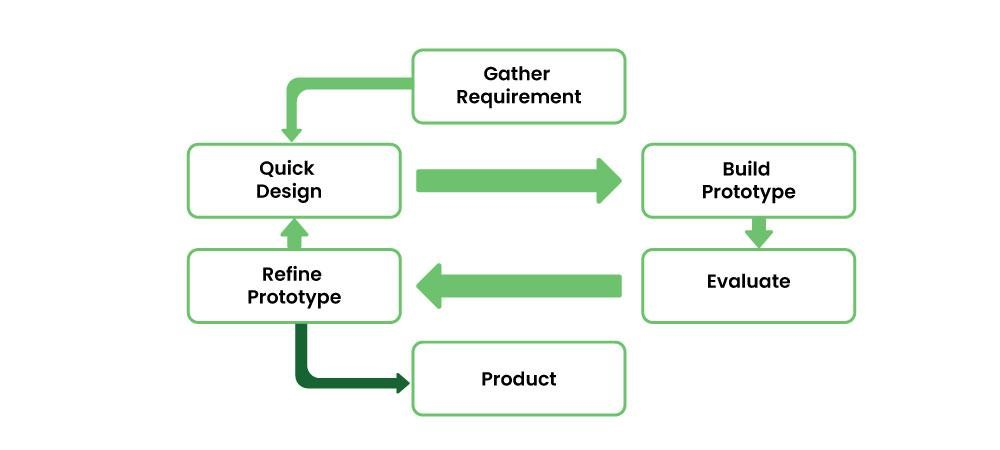 Gather
Requirement
Quick
Design
Build
Prototype
Refine
Prototype
Evaluate
Product